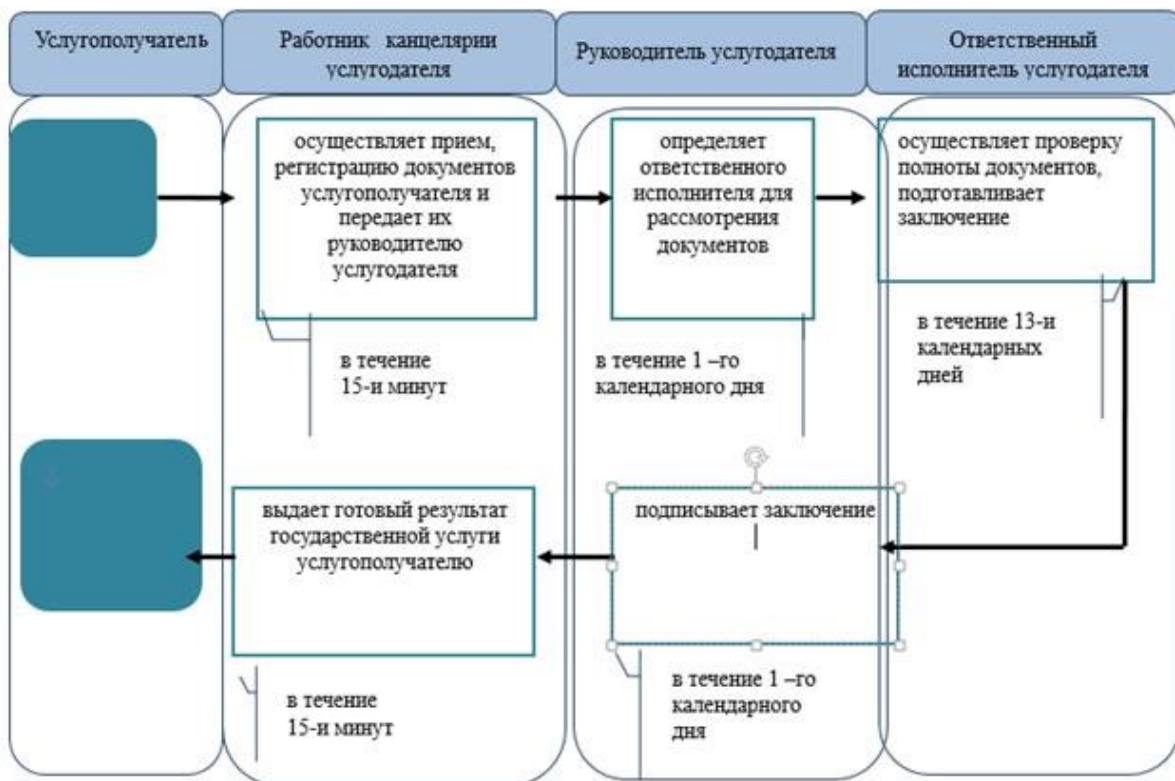 Услугополучатель
Работник канцелярии
услугодателя
Руководитель услугодателя
Ответственный
исполнитель услугодателя
осуществляет прием,
регистрацию документов
услугополучателя и
передает их
руководителю
услугодателя
в течение
15-и минут
определяет
ответственного
исполнителя для
рассмотрения
документов
в течение 1 –го
календарного дня
осуществляет проверку
полноты документов,
подготавливает
заключение
в течение 13-и
календарных
дней
подписывает заключение
в течение 1 –го
календарного
дня
выдает готовый результат
государственной услуги
услугополучателю
в течение
15-и минут